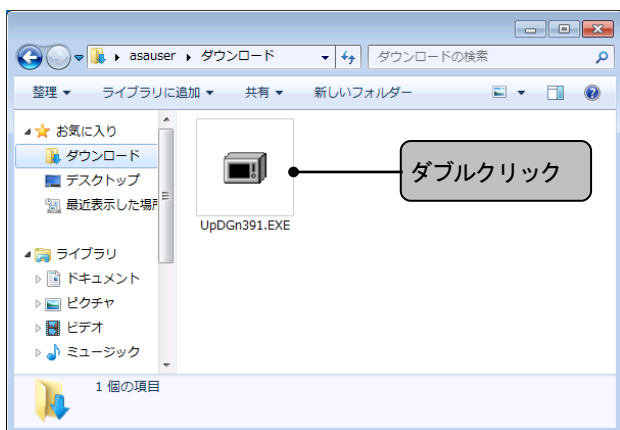 asauser ▸ ダウンロード
ダウンロードの検索
整理 ライブラリに追加 共有 新しいフォルダー
お気に入り
ダウンロード
デスクトップ
最近表示した場所
ライブラリ
ドキュメント
ピクチャ
ビデオ
ミュージック
UpDGn391.EXE
ダブルクリック
1 個の項目